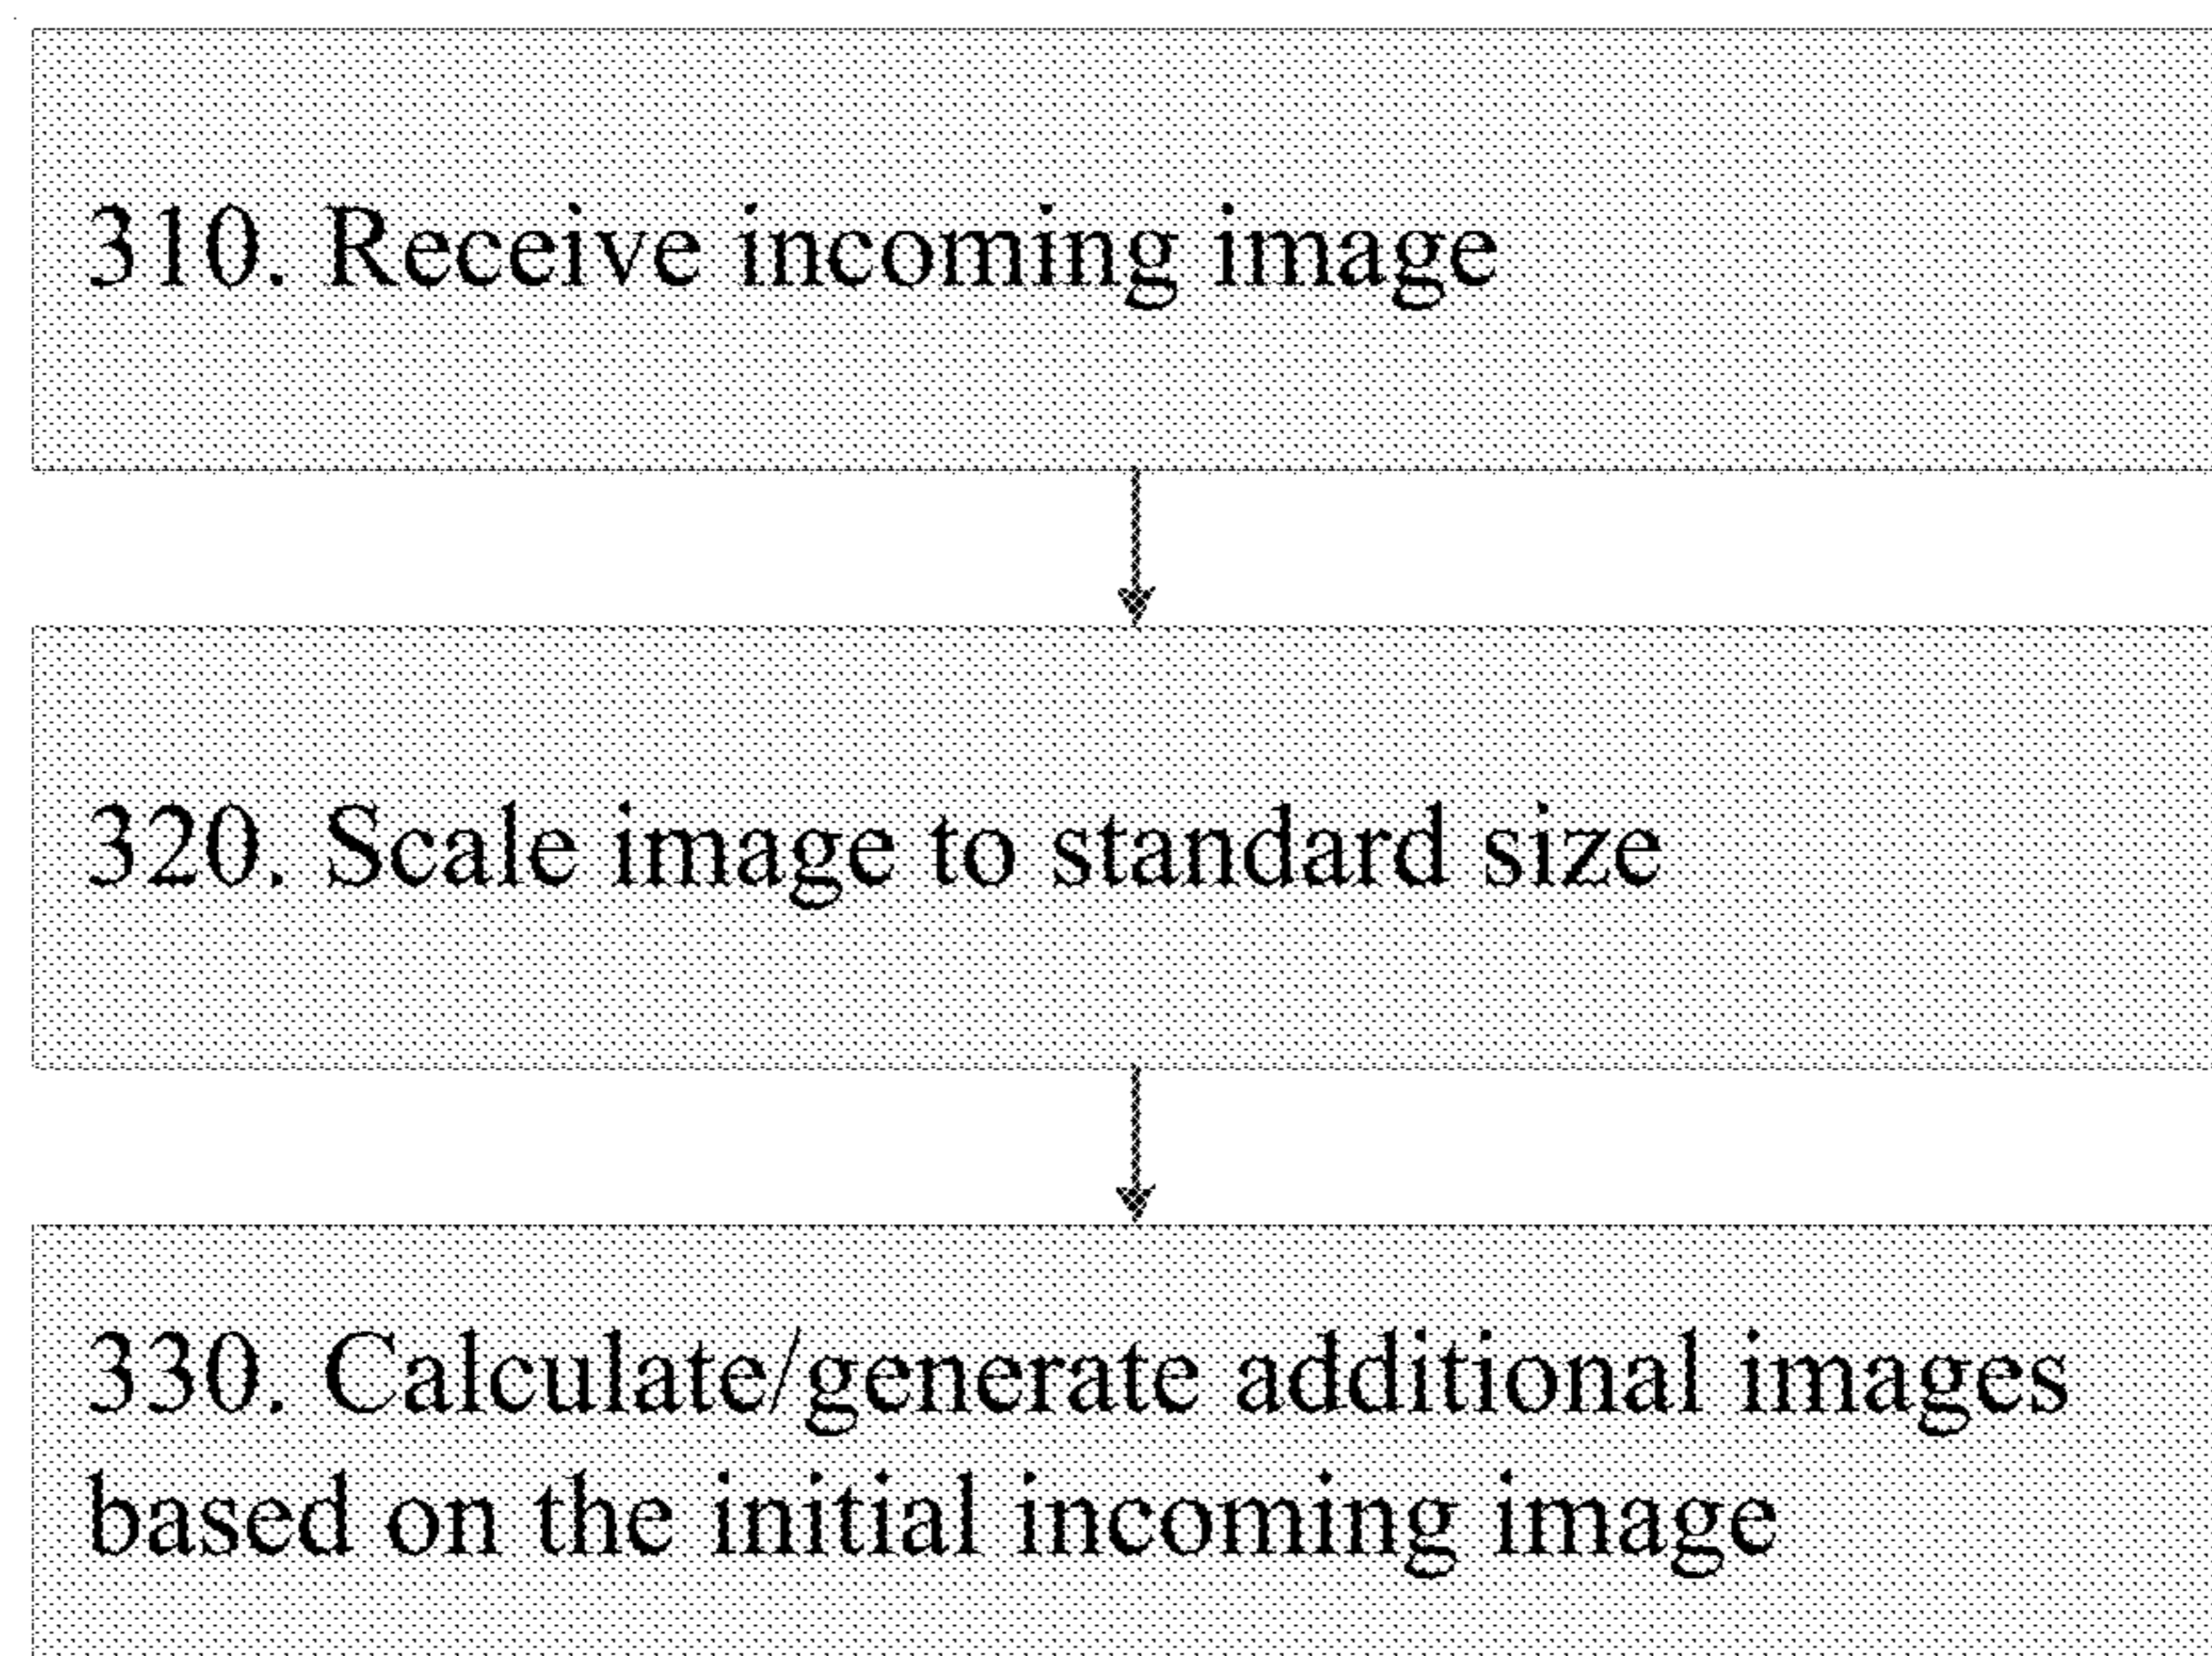 310. Receive incoming image
320. Scale image to standard size
330. Calculate/generate additional images
based on the initial incoming image